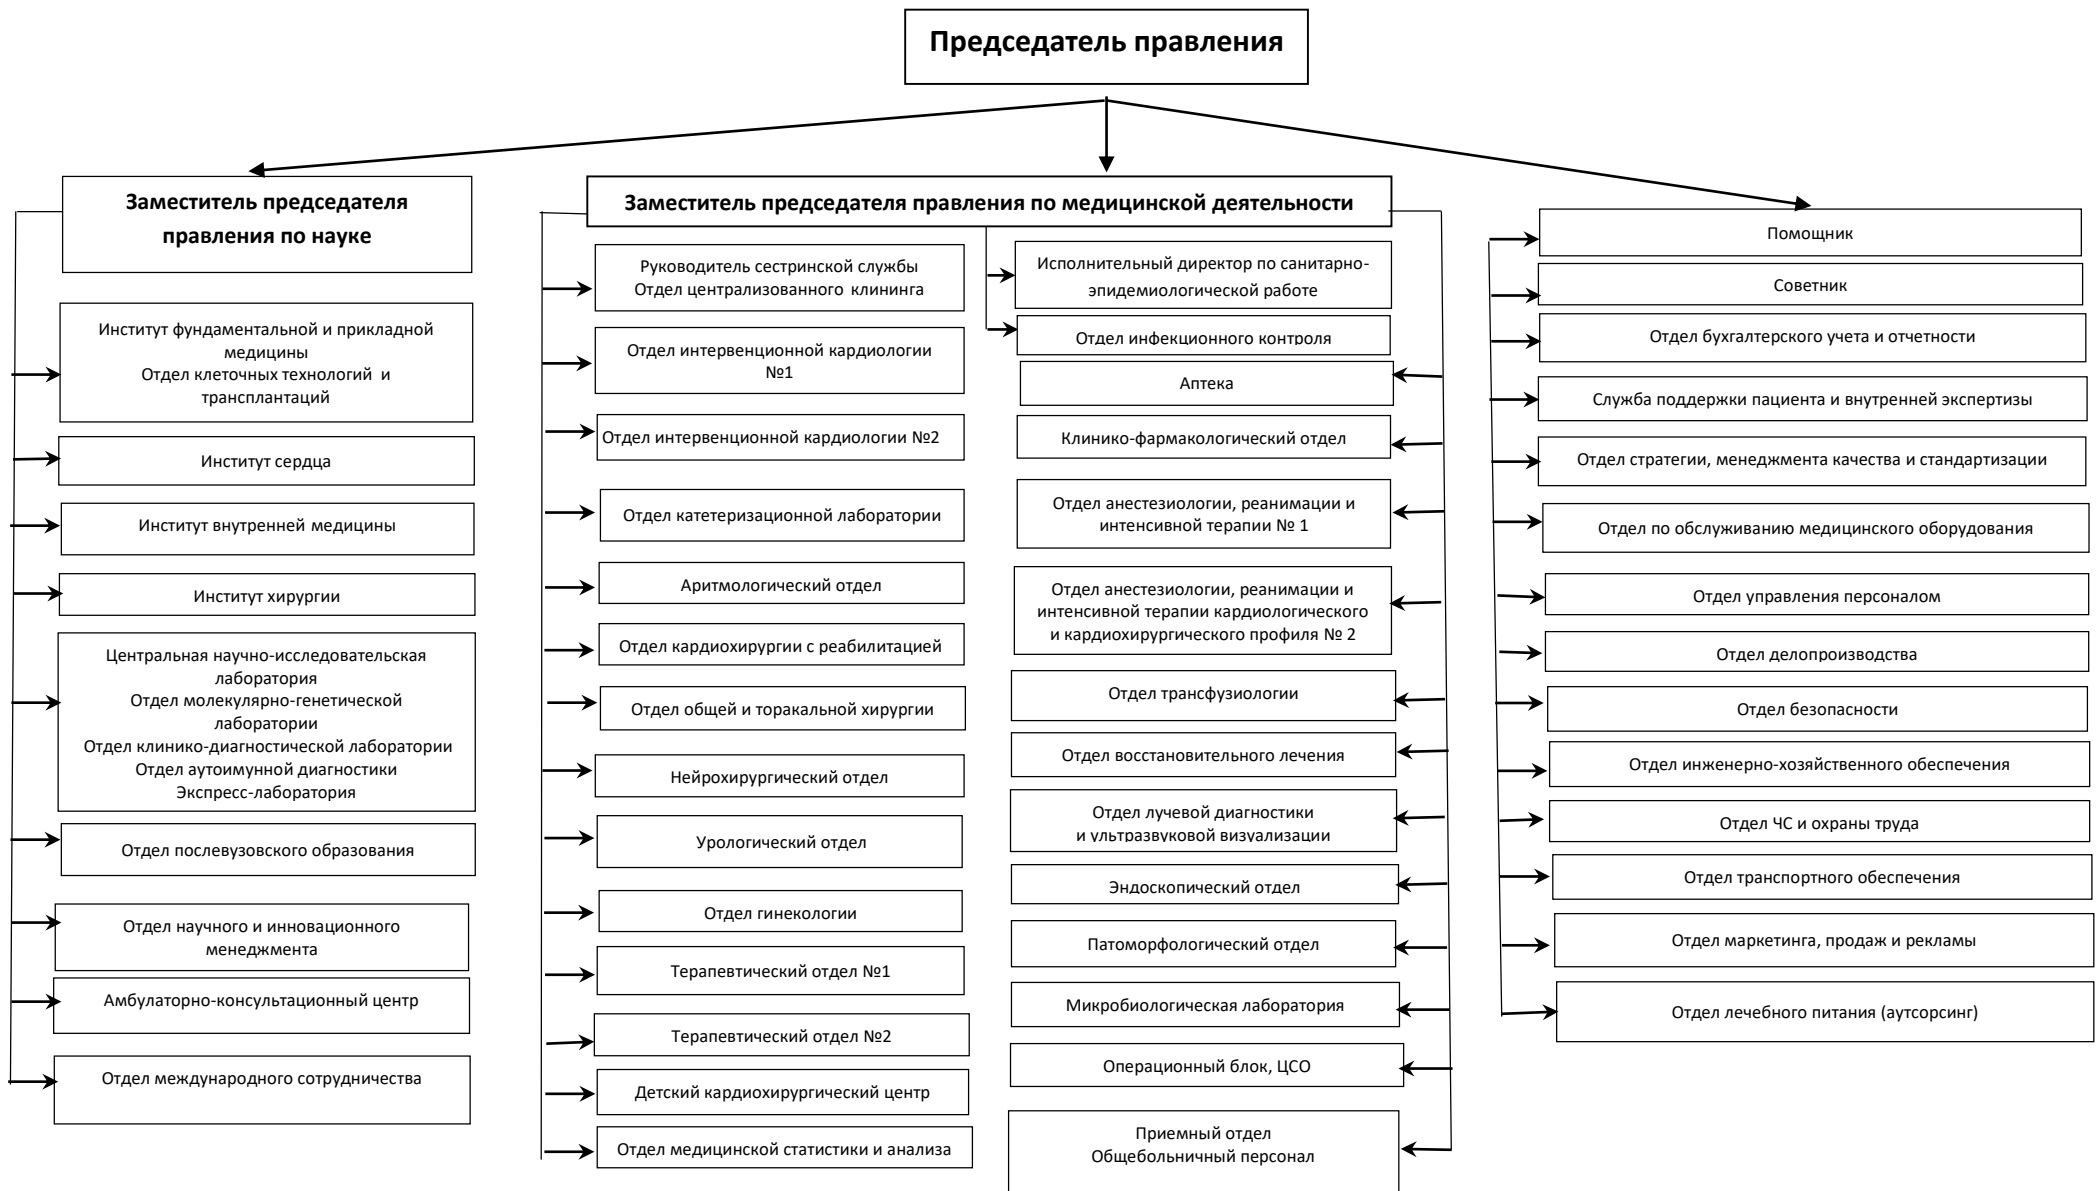 Председатель правления
Заместитель председателя
правления по науке
Институт фундаментальной и прикладной
медицины
Отдел клеточных технологий и
трансплантаций
Институт сердца
Институт внутренней медицины
Институт хирургии
Центральная научно-исследовательская
лаборатория
Отдел молекулярно-генетической
лаборатории
Отдел клинико-диагностической лаборатории
Отдел аутоимунной диагностики
Экспресс-лаборатория
Отдел послевузовского образования
Отдел научного и инновационного
менеджмента
Амбулаторно-консультационный центр
Отдел международного сотрудничества
Заместитель председателя правления по медицинской деятельности
Руководитель сестринской службы
Отдел централизованного клининга
Отдел интервенционной кардиологии
№1
Отдел интервенционной кардиологии №2
Отдел катетеризационной лаборатории
Аритмологический отдел
Отдел кардиохирургии с реабилитацией
Отдел общей и торакальной хирургии
Нейрохирургический отдел
Урологический отдел
Отдел гинекологии
Терапевтический отдел №1
Терапевтический отдел №2
Детский кардиохирургический центр
Отдел медицинской статистики и анализа
Исполнительный директор по санитарно-
эпидемиологической работе
Отдел инфекционного контроля
Аптека
Клинико-фармакологический отдел
Отдел анестезиологии, реанимации и
интенсивной терапии № 1
Отдел анестезиологии, реанимации и
интенсивной терапии кардиологического
и кардиохирургического профиля № 2
Отдел трансфузиологии
Отдел восстановительного лечения
Отдел лучевой диагностики
и ультразвуковой визуализации
Эндоскопический отдел
Патоморфологический отдел
Микробиологическая лаборатория
Операционный блок, ЦСО
Приемный отдел
Общебольничный персонал
Помощник
Советник
Отдел бухгалтерского учета и отчетности
Служба поддержки пациента и внутренней экспертизы
Отдел стратегии, менеджмента качества и стандартизации
Отдел по обслуживанию медицинского оборудования
Отдел управления персоналом
Отдел делопроизводства
Отдел безопасности
Отдел инженерно-хозяйственного обеспечения
Отдел ЧС и охраны труда
Отдел транспортного обеспечения
Отдел маркетинга, продаж и рекламы
Отдел лечебного питания (аутсорсинг)